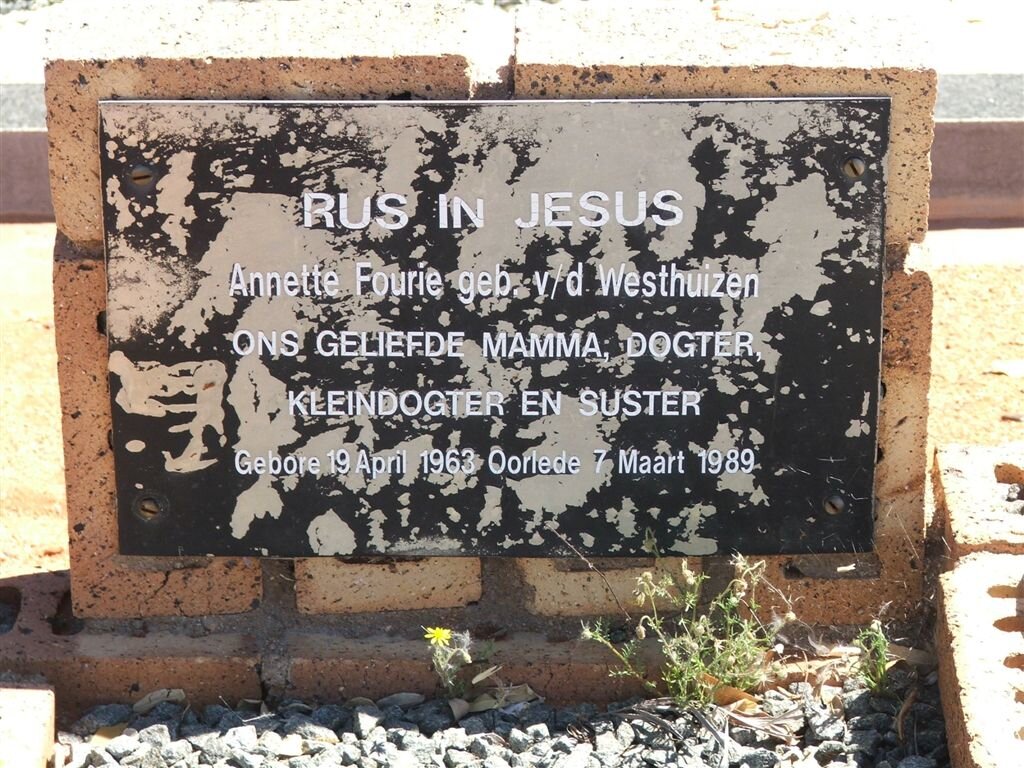 RUS IN JESUS
Annette Fourie geb. v/d Westhuizen
ONS GELIEFDE MAMMA, DOGTER,
KLEINDOGTER EN SUSTER
Gebore 19 April 1963 Oorlede 7 Maart 1989